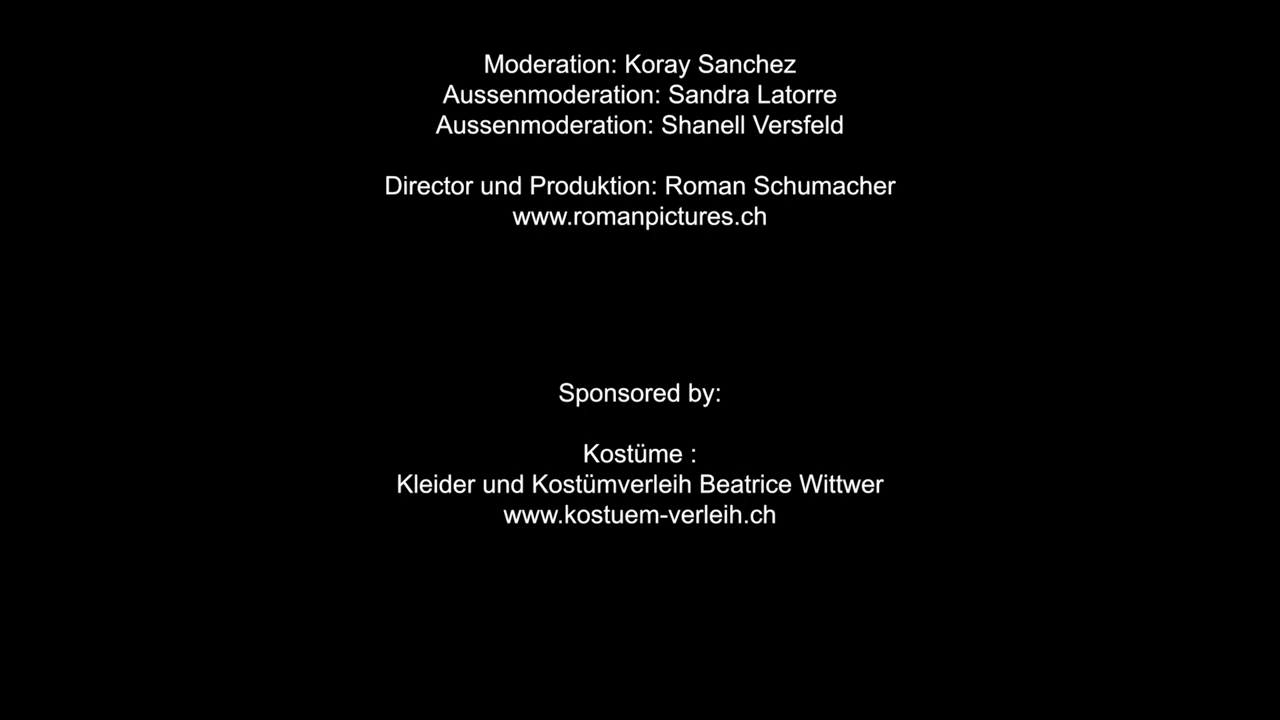 Moderation: Koray Sanchez
Aussenmoderation: Sandra Latorre
Aussenmoderation: Shanell Versfeld
Director und Produktion: Roman Schumacher
www.romanpictures.ch
Sponsored by:
Kostüme :
Kleider und Kostümverleih Beatrice Wittwer
www.kostuem-verleih.ch